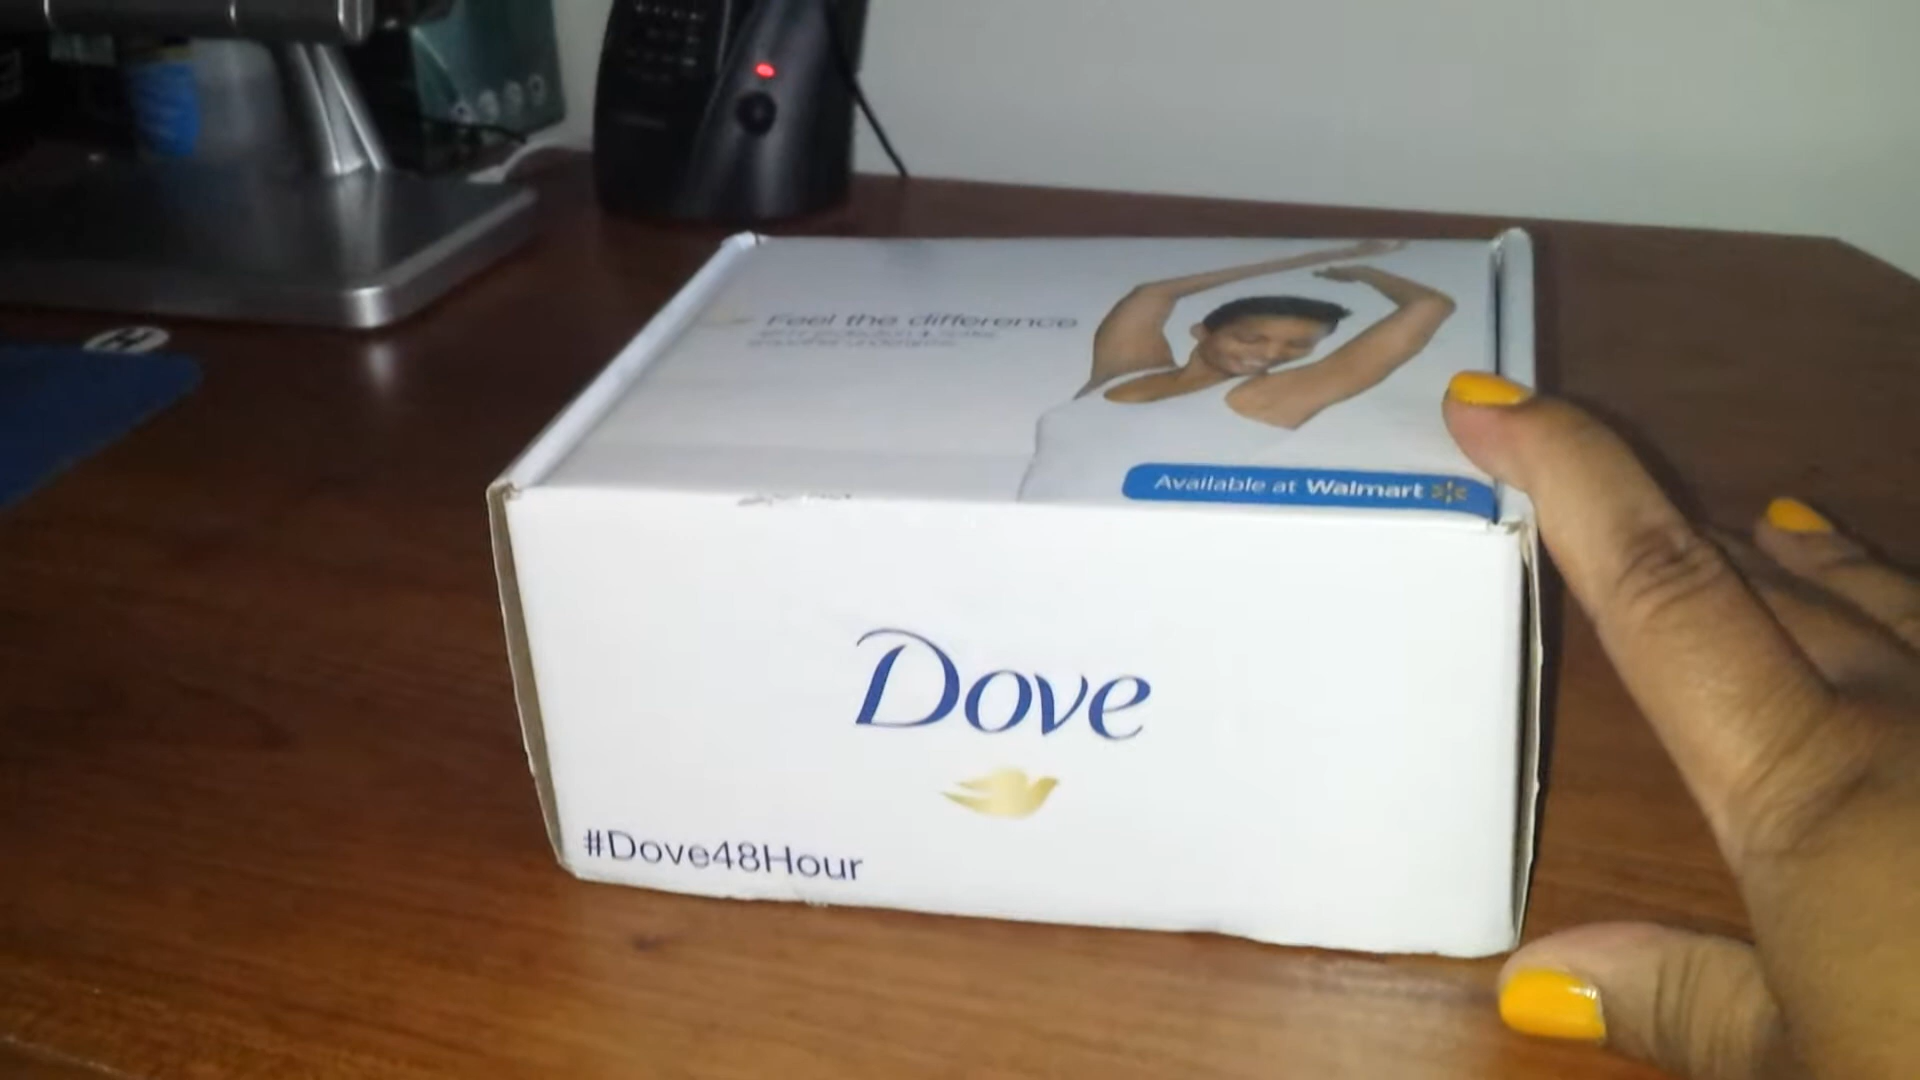 Feel the difference
Available at Walmart
Dove
#Dove48Hour
H